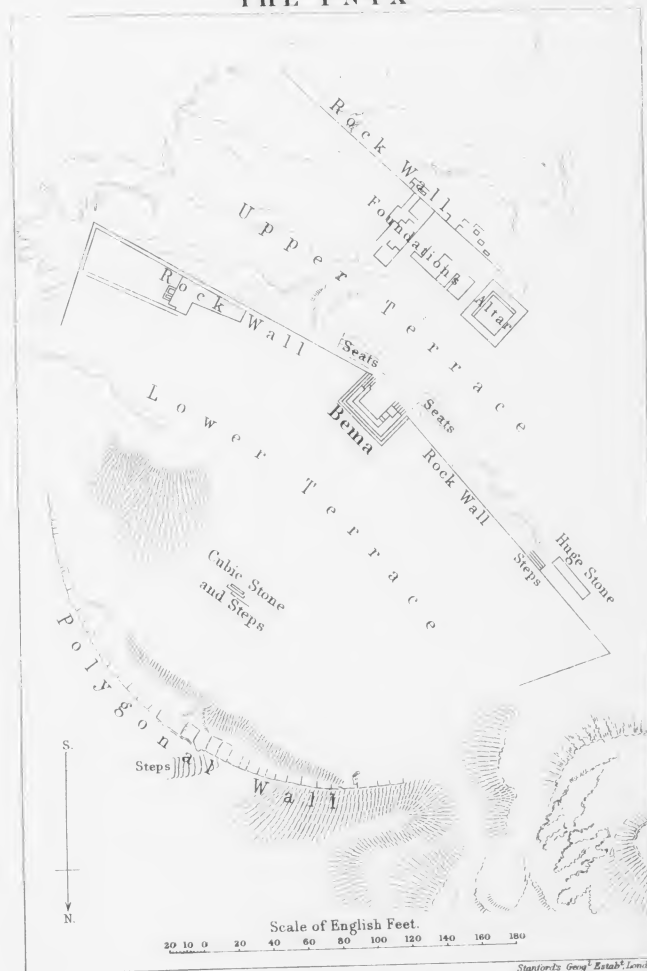 THE PNYX
Rock Wall
Foundations
Altar
Upper Terrace
Rock Wall
Seats
Bema
Seats
Rock Wall
Steps
Huge Stone
Lower Terrace
Cubic Stone
and Steps
Polygonal Wall
Steps
S.
N.
Scale of English Feet.
20 10 0 20 40 60 80 100 120 140 160 180
Stanford's Geogl. Estabt. Lond